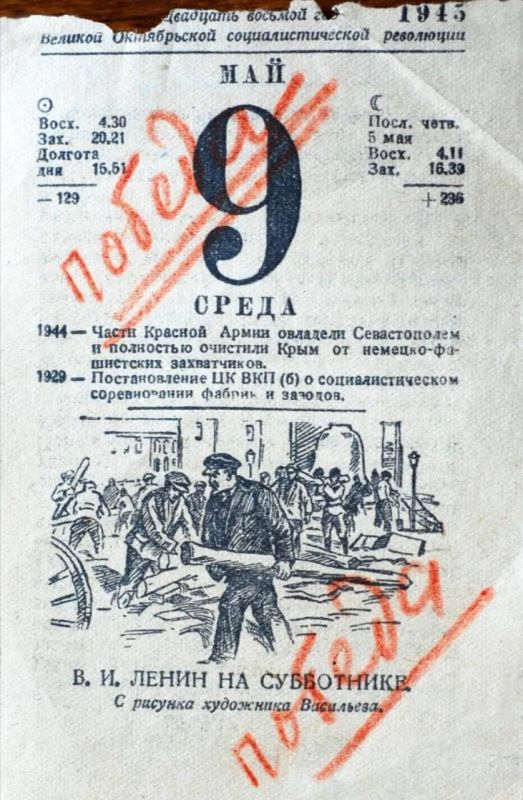 Двадцать восьмой год 1945
Великой Октябрьской социалистической революции
МАЙ
Восх. 4.30
Зах. 20.21
Долгота
дня 15.51
— 129
9
Посл. четв.
5 мая
Восх. 4.11
Зах. 16.39
+ 236
победа!
СРЕДА
1944 — Части Красной Армии овладели Севастополем
и полностью очистили Крым от немецко-фа-
шистских захватчиков.
1929 — Постановление ЦК ВКП (б) о социалистическом
соревновании фабрик и заводов.
В. И. ЛЕНИН НА СУББОТНИКЕ.
С рисунка художника Васильева.
победа